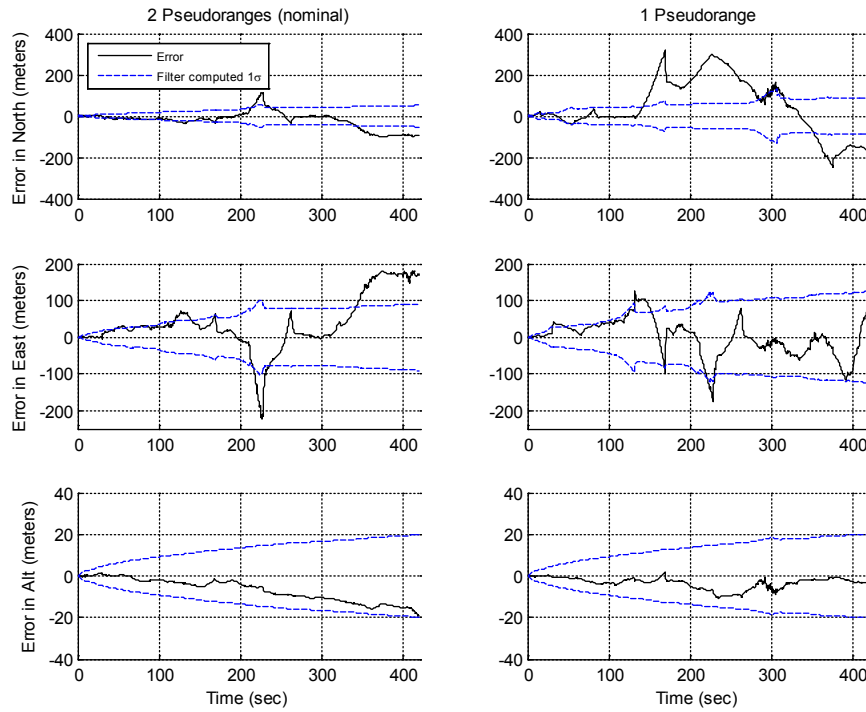 2 Pseudoranges (nominal)
1 Pseudorange
Error
Filter computed 1σ
Error in North (meters)
400
200
0
-200
-400
0 100 200 300 400
400
200
0
-200
-400
0 100 200 300 400
Error in East (meters)
200
100
0
-100
-200
0 100 200 300 400
200
100
0
-100
-200
0 100 200 300 400
Error in Alt (meters)
40
20
0
-20
-40
0 100 200 300 400
Time (sec)
40
20
0
-20
-40
0 100 200 300 400
Time (sec)